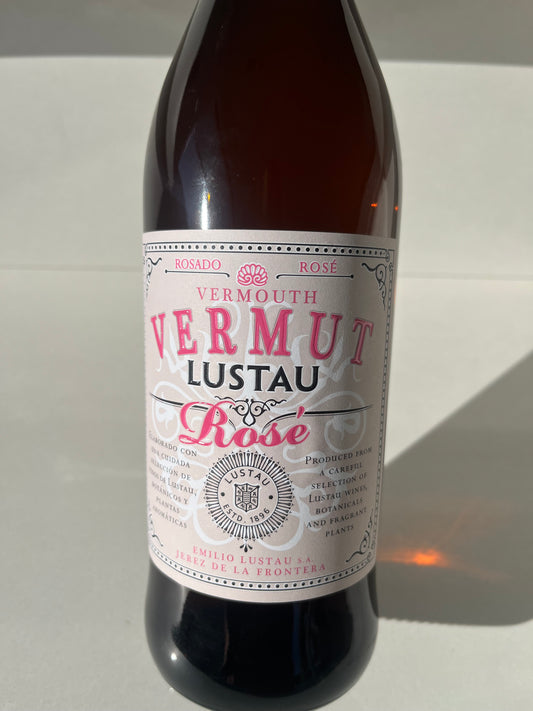 ROSADO ROSÉ
VERMOUTH
VERMUT
LUSTAU
Rosé
ELABORADO CON
UNA CUIDADA
SELECCIÓN DE
VINOS DE LUSTAU,
BOTÁNICOS Y
PLANTAS
AROMÁTICAS
LUSTAU
ESTD. 1896
PRODUCED FROM
A CAREFUL
SELECTION OF
LUSTAU WINES,
BOTANICALS
AND FRAGRANT
PLANTS
EMILIO LUSTAU S.A.
JEREZ DE LA FRONTERA